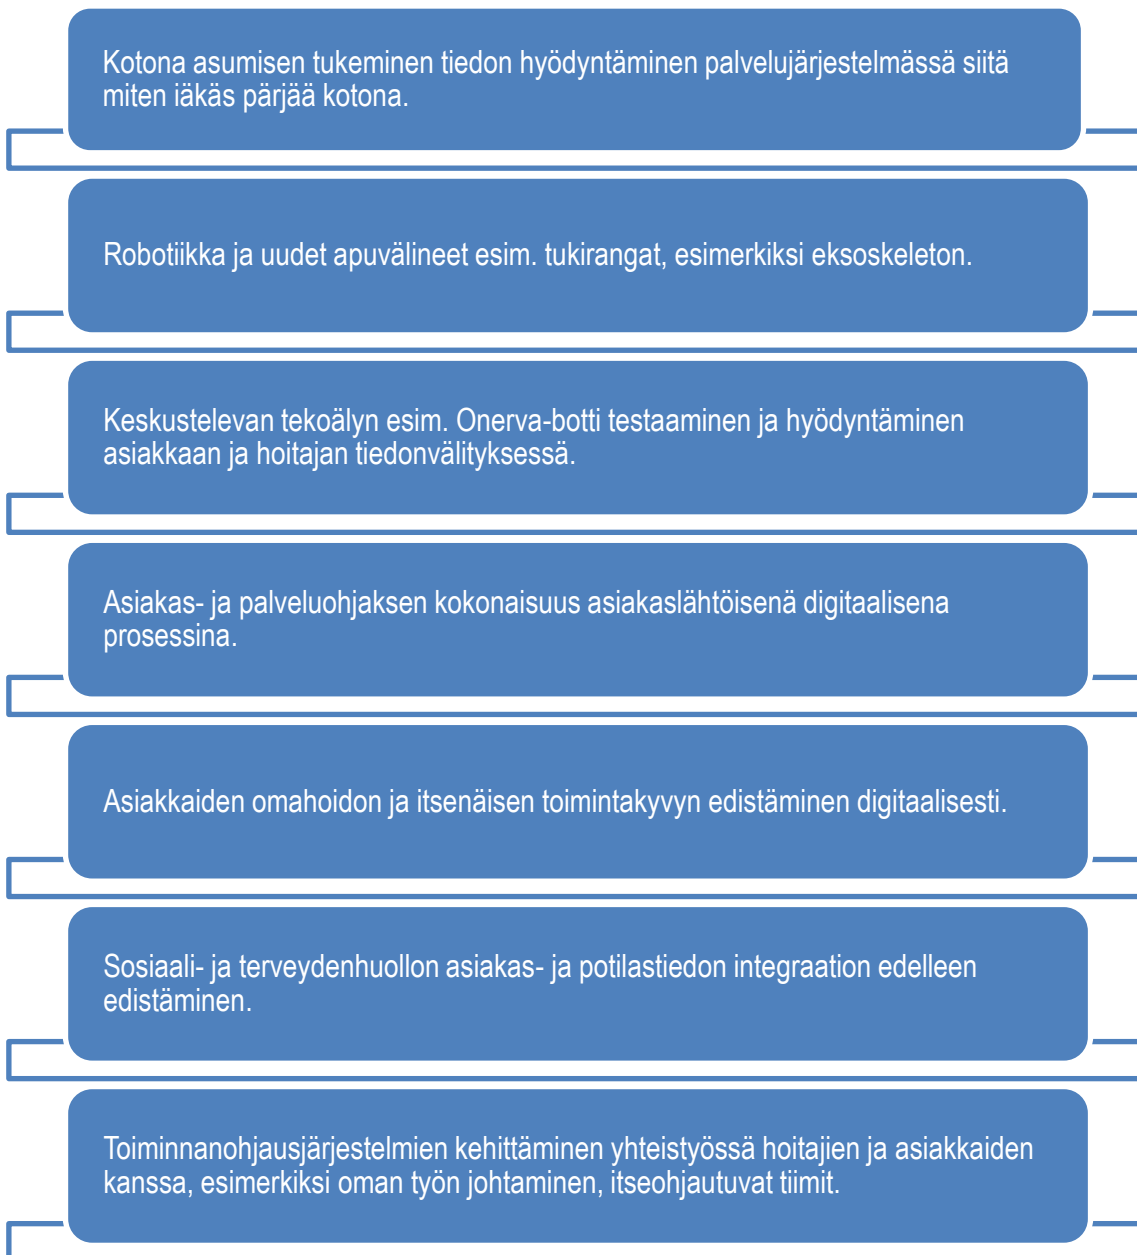 Kotona asumisen tukeminen tiedon hyödyntäminen palvelujärjestelmässä siitä
miten iäkäs pärjää kotona.
Robotiikka ja uudet apuvälineet esim. tukirangat, esimerkiksi eksoskeleton.
Keskustelevan tekoälyn esim. Onerva-botti testaaminen ja hyödyntäminen
asiakkaan ja hoitajan tiedonvälityksessä.
Asiakas- ja palveluohjaksen kokonaisuus asiakaslähtöisenä digitaalisena
prosessina.
Asiakkaiden omahoidon ja itsenäisen toimintakyvyn edistäminen digitaalisesti.
Sosiaali- ja terveydenhuollon asiakas- ja potilastiedon integraation edelleen
edistäminen.
Toiminnanohjausjärjestelmien kehittäminen yhteistyössä hoitajien ja asiakkaiden
kanssa, esimerkiksi oman työn johtaminen, itseohjautuvat tiimit.